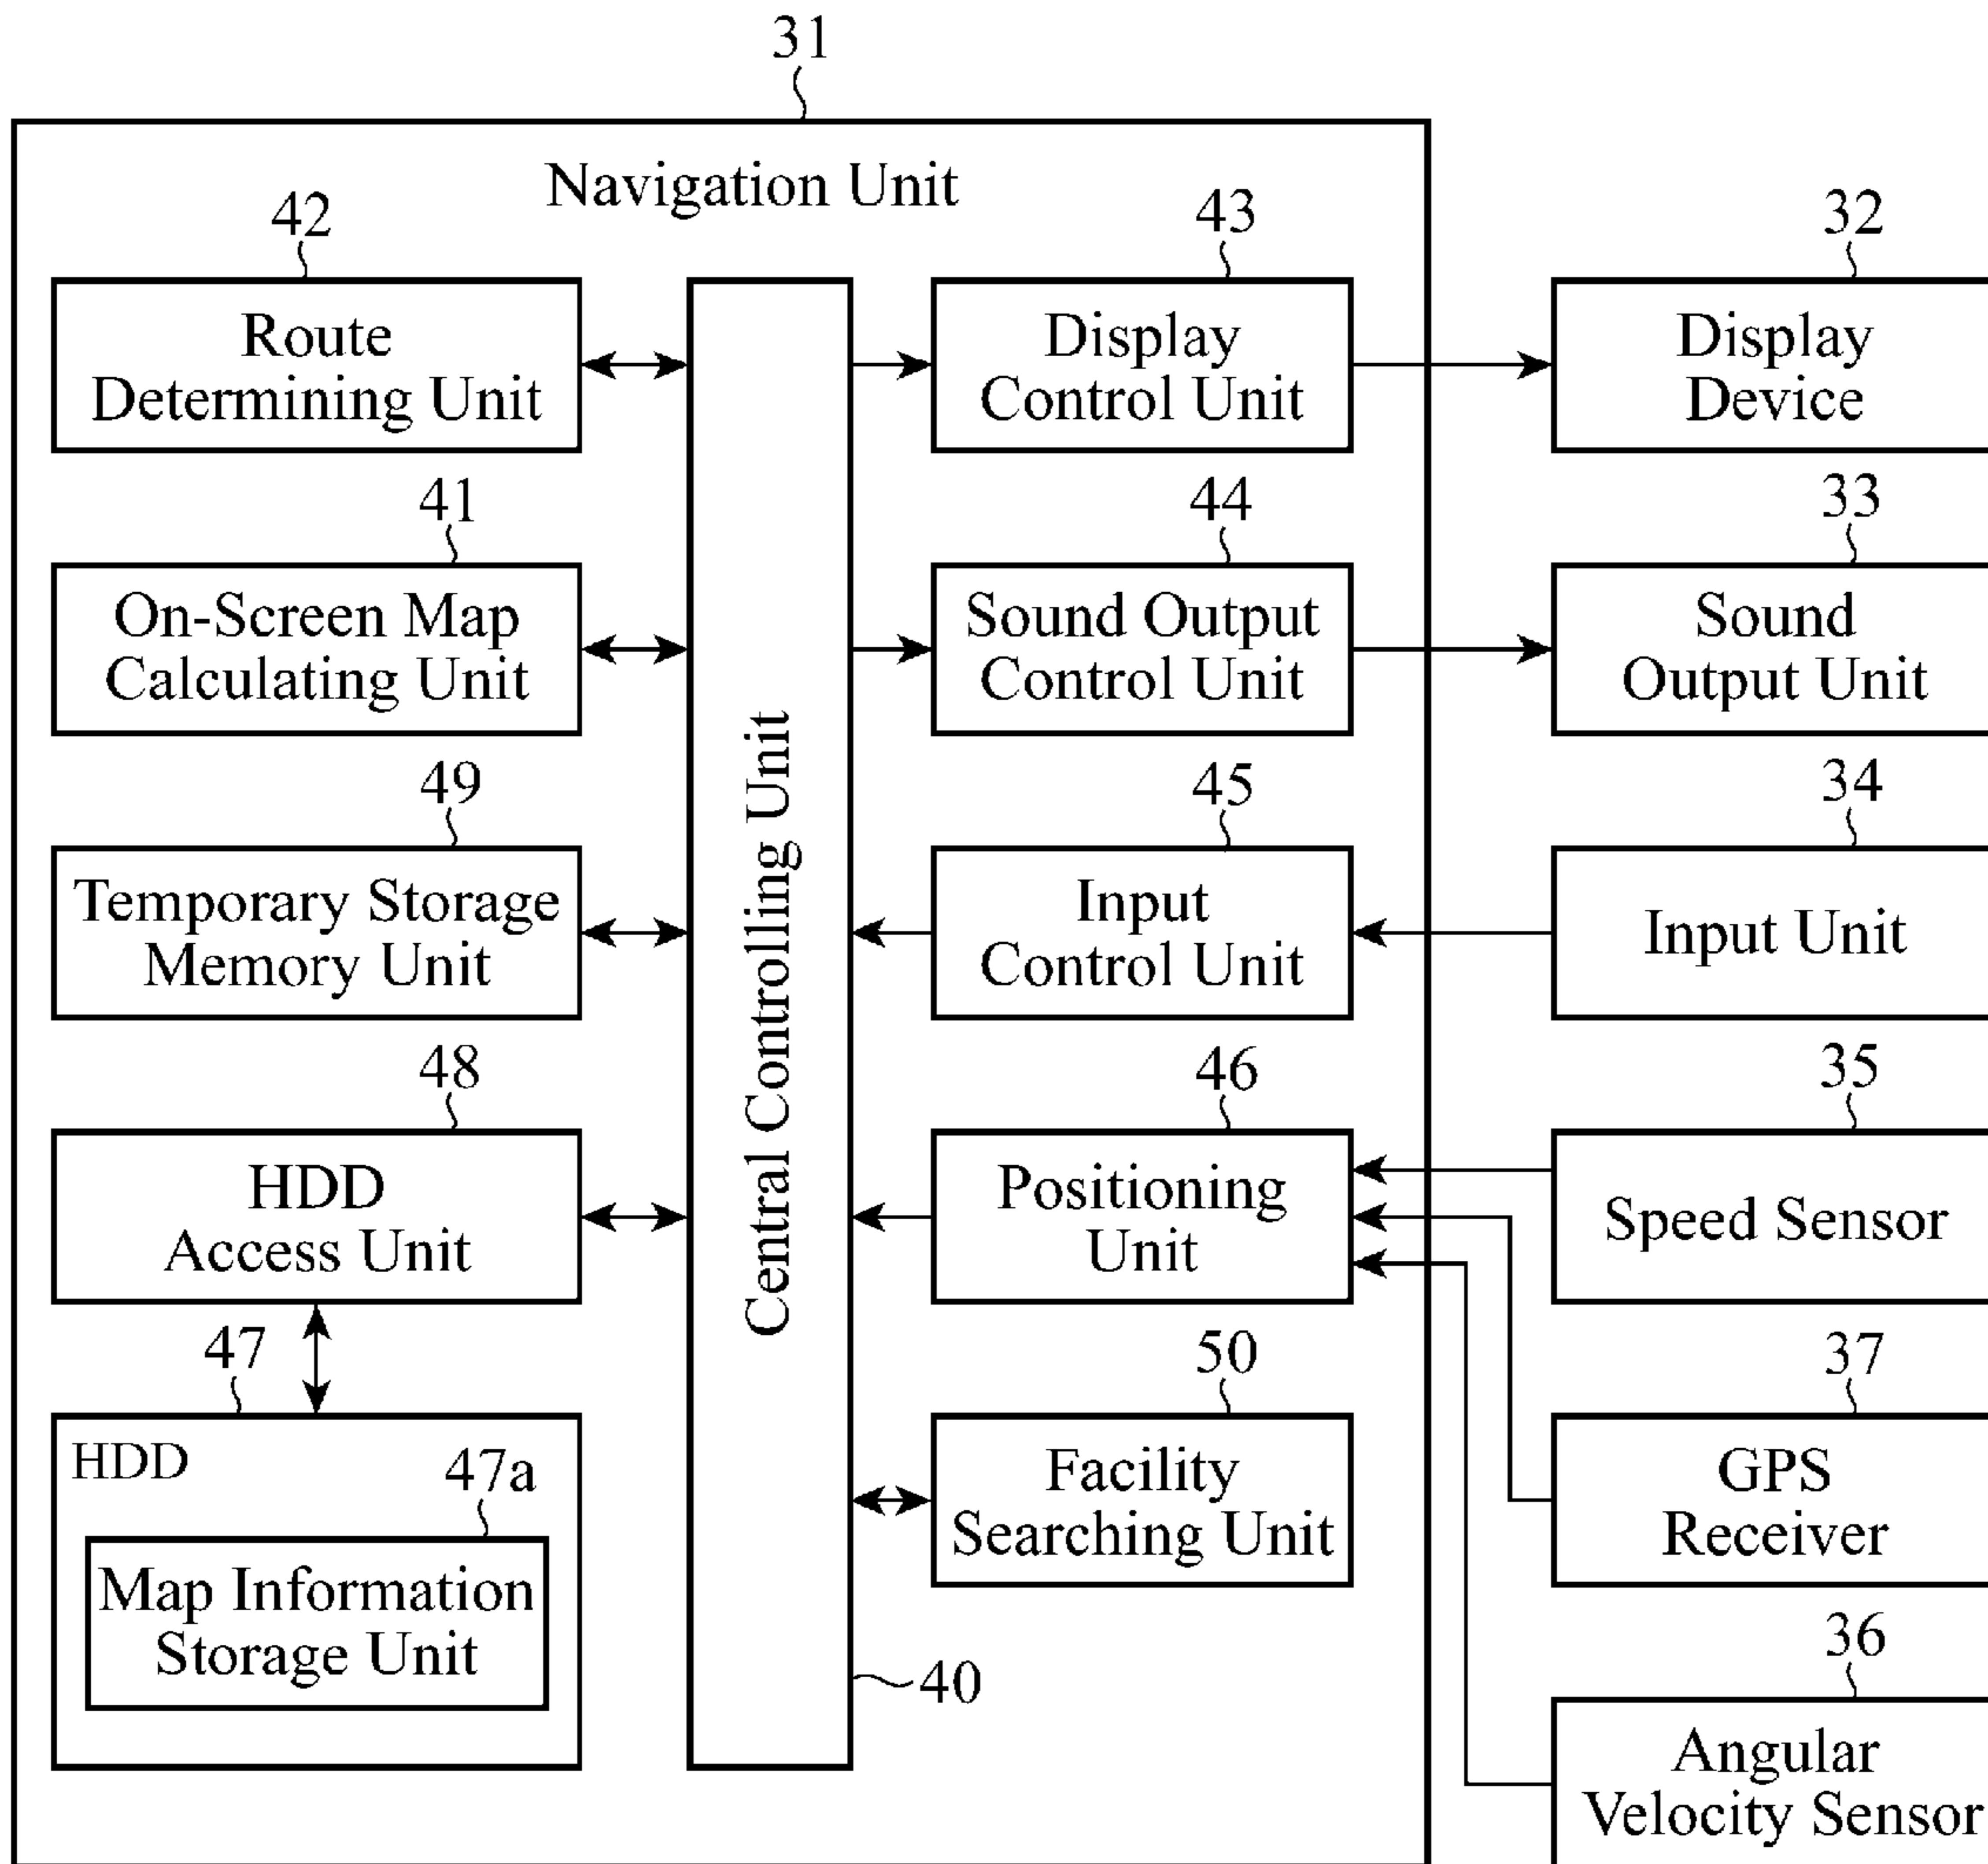 31
Navigation Unit
42
Route
Determining Unit
43
Display
Control Unit
32
Display
Device
41
On-Screen Map
Calculating Unit
44
Sound Output
Control Unit
33
Sound
Output Unit
49
Temporary Storage
Memory Unit
Central Controlling Unit
45
Input
Control Unit
34
Input Unit
48
HDD
Access Unit
46
Positioning
Unit
35
Speed Sensor
47
HDD
47a
Map Information
Storage Unit
50
Facility
Searching Unit
37
GPS
Receiver
40
36
Angular
Velocity Sensor